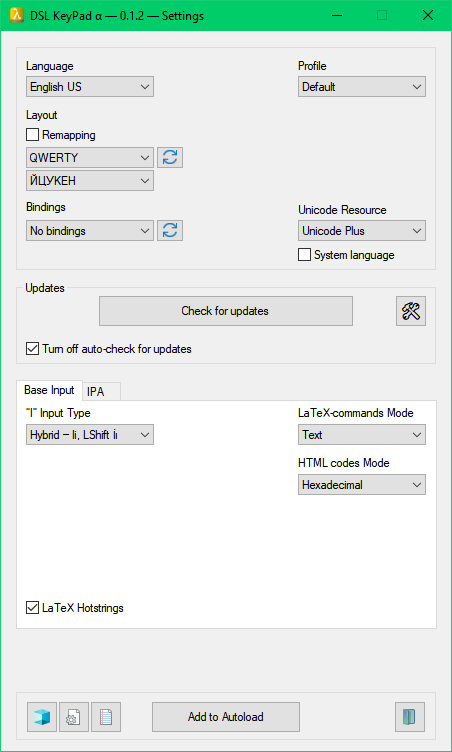 DSL KeyPad α — 0.1.2 — Settings
Language
Profile
English US
Default
Layout
Remapping
QWERTY
ЙЦУКЕН
Bindings
Unicode Resource
No bindings
Unicode Plus
System language
Updates
Check for updates
Turn off auto-check for updates
Base Input
IPA
"I" Input Type
LaTeX-commands Mode
Hybrid – Ii, LShift İı
Text
HTML codes Mode
Hexadecimal
LaTeX Hotstrings
Add to Autoload